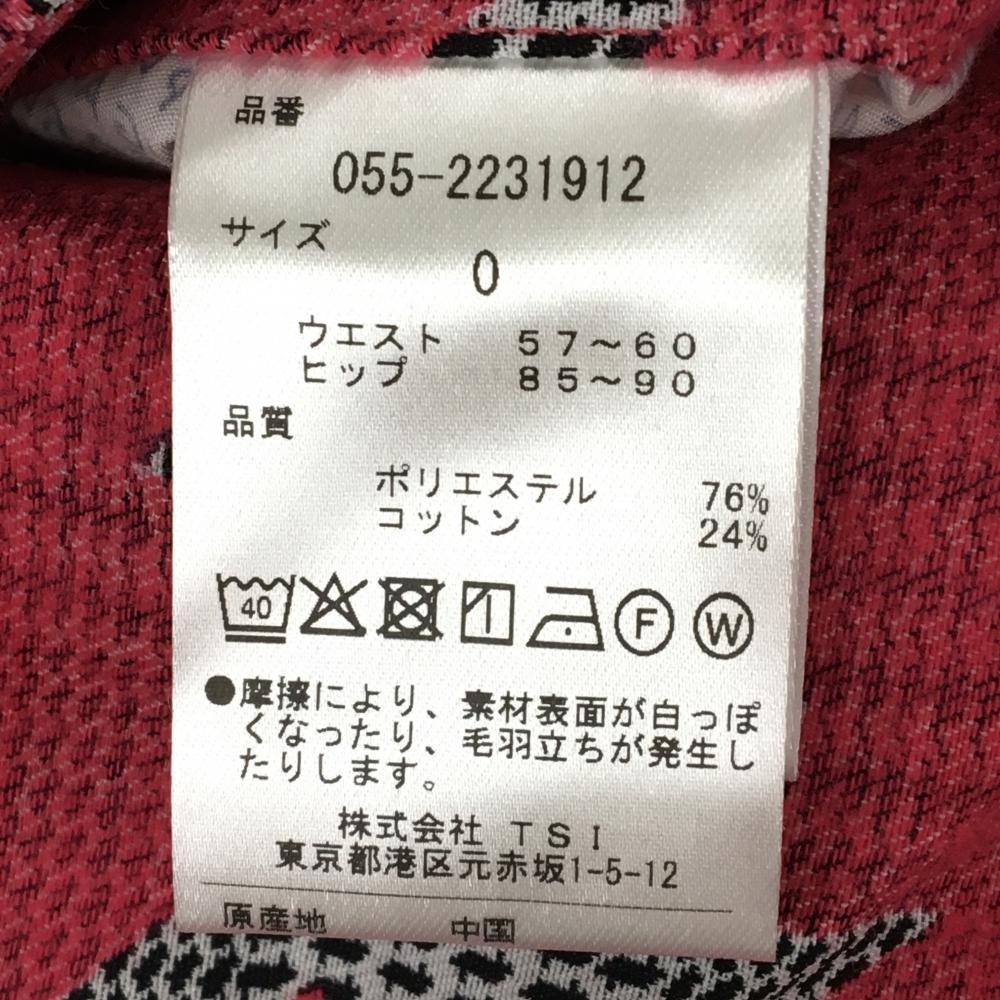 品番
055-2231912
サイズ
0
ウエスト 57~60
ヒップ 85~90
品質
ポリエステル 76%
コットン 24%
40 F W
●摩擦により、素材表面が白っぽ
くなったり、毛羽立ちが発生し
たりします。
株式会社 TSI
東京都港区元赤坂1-5-12
原産地 中国